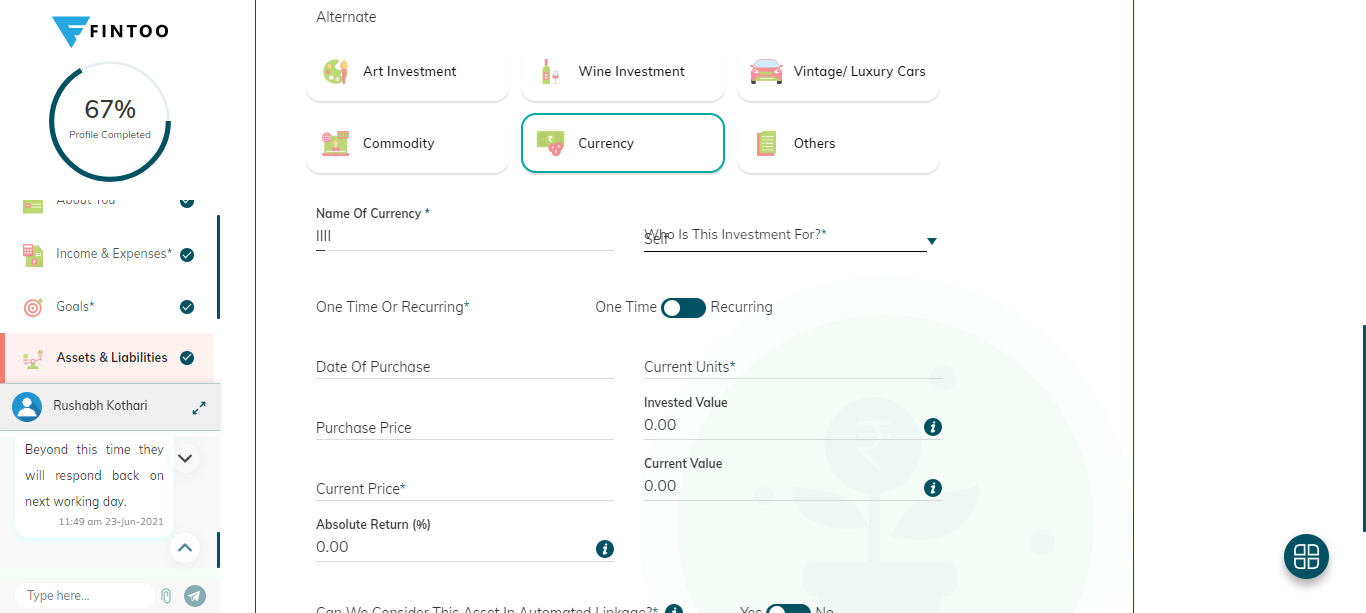 FINTOO
67%
Profile Completed
About You
Income & Expenses*
Goals*
Assets & Liabilities
Rushabh Kothari
Beyond this time they
will respond back on
next working day.
11:49 am 23-Jun-2021
Type here...
Alternate
Art Investment
Wine Investment
Vintage/ Luxury Cars
Commodity
Currency
Others
Name Of Currency *
llll
Who Is This Investment For?*
Self
One Time Or Recurring*
One Time
Recurring
Date Of Purchase
Current Units*
Invested Value
0.00
Purchase Price
Current Value
0.00
Current Price*
Absolute Return (%)
0.00
Can We Consider This Asset In Automated Linkage?*
Yes
No